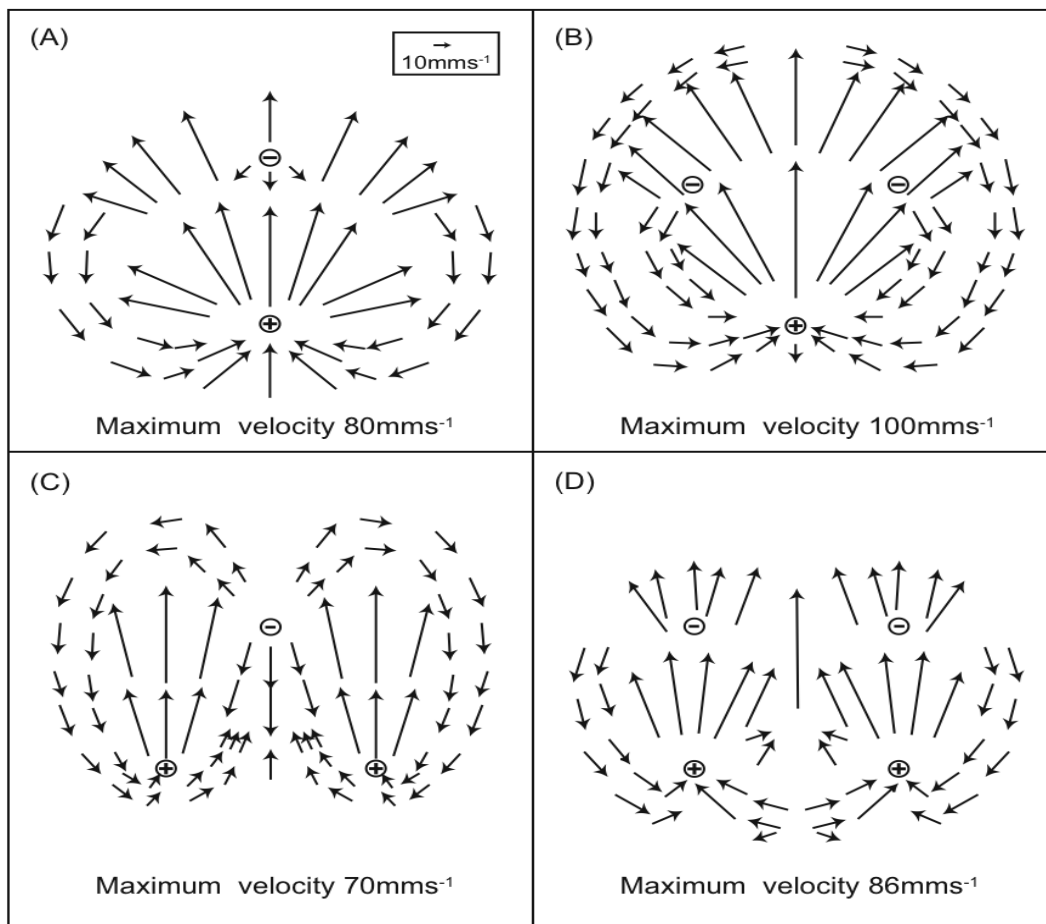 (A)
10mms⁻¹
Maximum velocity 80mms⁻¹
(B)
Maximum velocity 100mms⁻¹
(C)
Maximum velocity 70mms⁻¹
(D)
Maximum velocity 86mms⁻¹